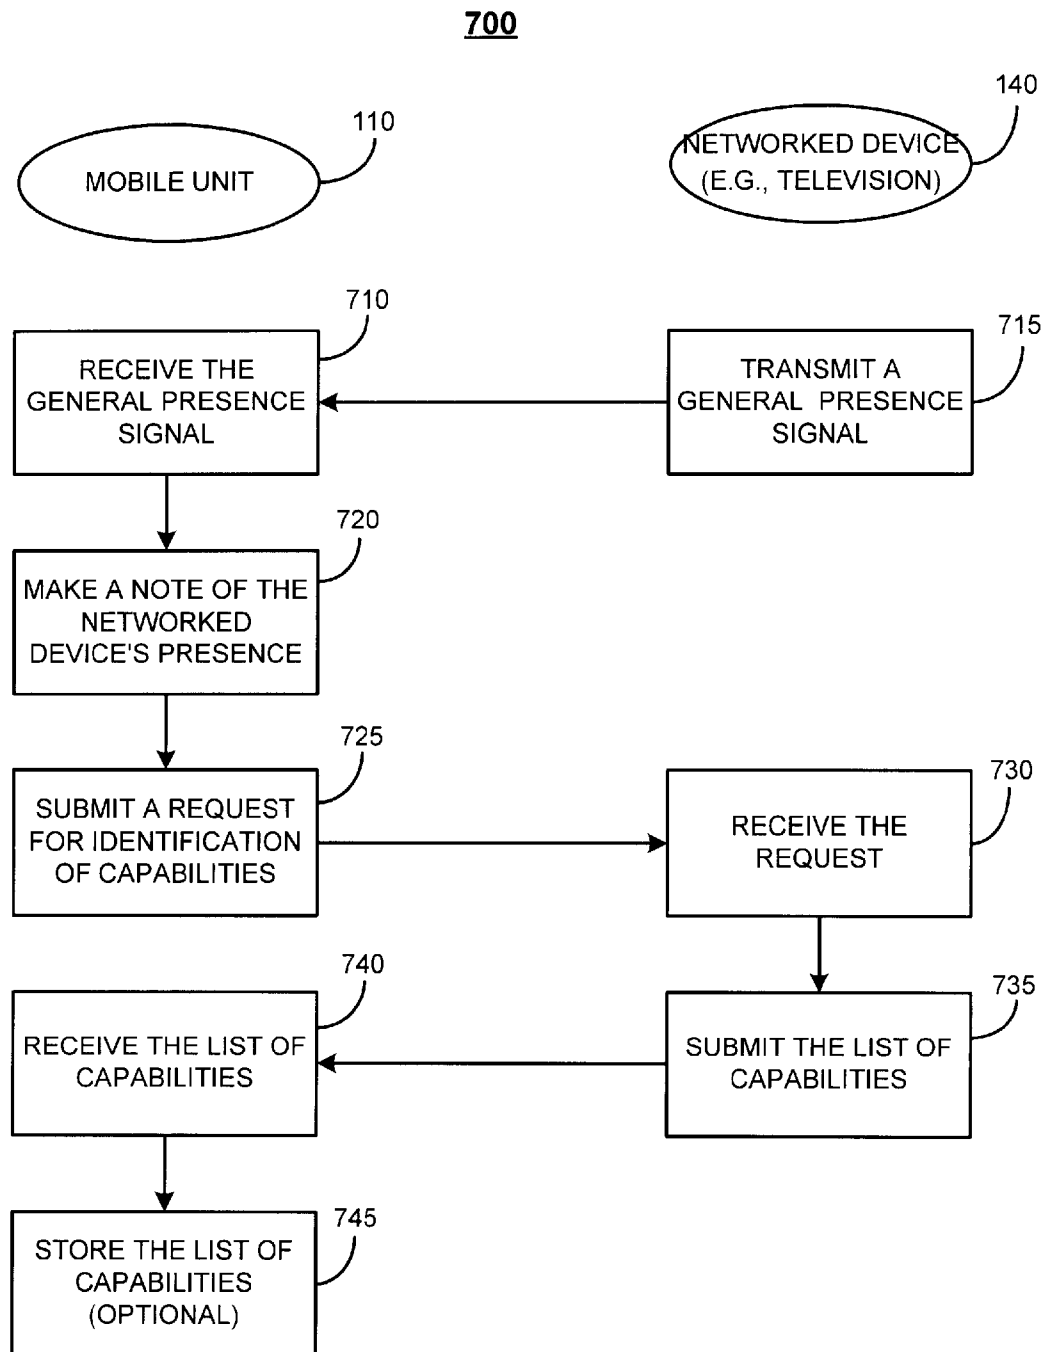 700
110
MOBILE UNIT
140
NETWORKED DEVICE
(E.G., TELEVISION)
710
RECEIVE THE
GENERAL PRESENCE
SIGNAL
715
TRANSMIT A
GENERAL PRESENCE
SIGNAL
720
MAKE A NOTE OF THE
NETWORKED
DEVICE'S PRESENCE
725
SUBMIT A REQUEST
FOR IDENTIFICATION
OF CAPABILITIES
730
RECEIVE THE
REQUEST
740
RECEIVE THE LIST OF
CAPABILITIES
735
SUBMIT THE LIST OF
CAPABILITIES
745
STORE THE LIST OF
CAPABILITIES
(OPTIONAL)